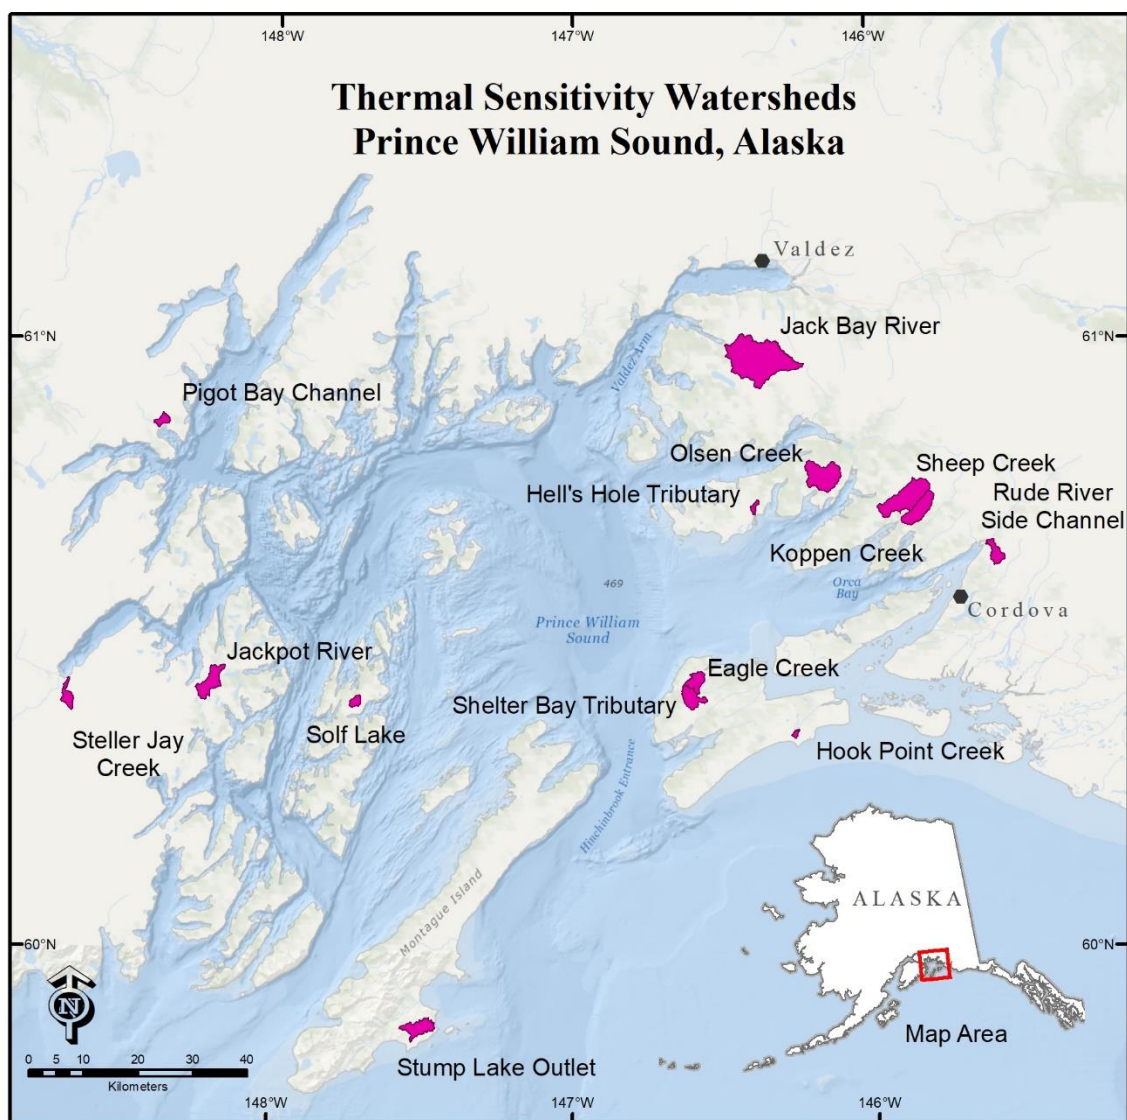 148°W
147°W
146°W
Thermal Sensitivity Watersheds
Prince William Sound, Alaska
Valdez
61°N
61°N
Jack Bay River
Valdez Arm
Pigot Bay Channel
Olsen Creek
Sheep Creek
Hell's Hole Tributary
Rude River
Side Channel
Koppen Creek
Orca
Bay
469
Cordova
Prince William
Sound
Jackpot River
Eagle Creek
Shelter Bay Tributary
Solf Lake
Steller Jay
Creek
Hook Point Creek
Hinchinbrook Entrance
Montague Island
ALASKA
60°N
60°N
N
Map Area
0 5 10 20 30 40
Kilometers
Stump Lake Outlet
148°W
147°W
146°W